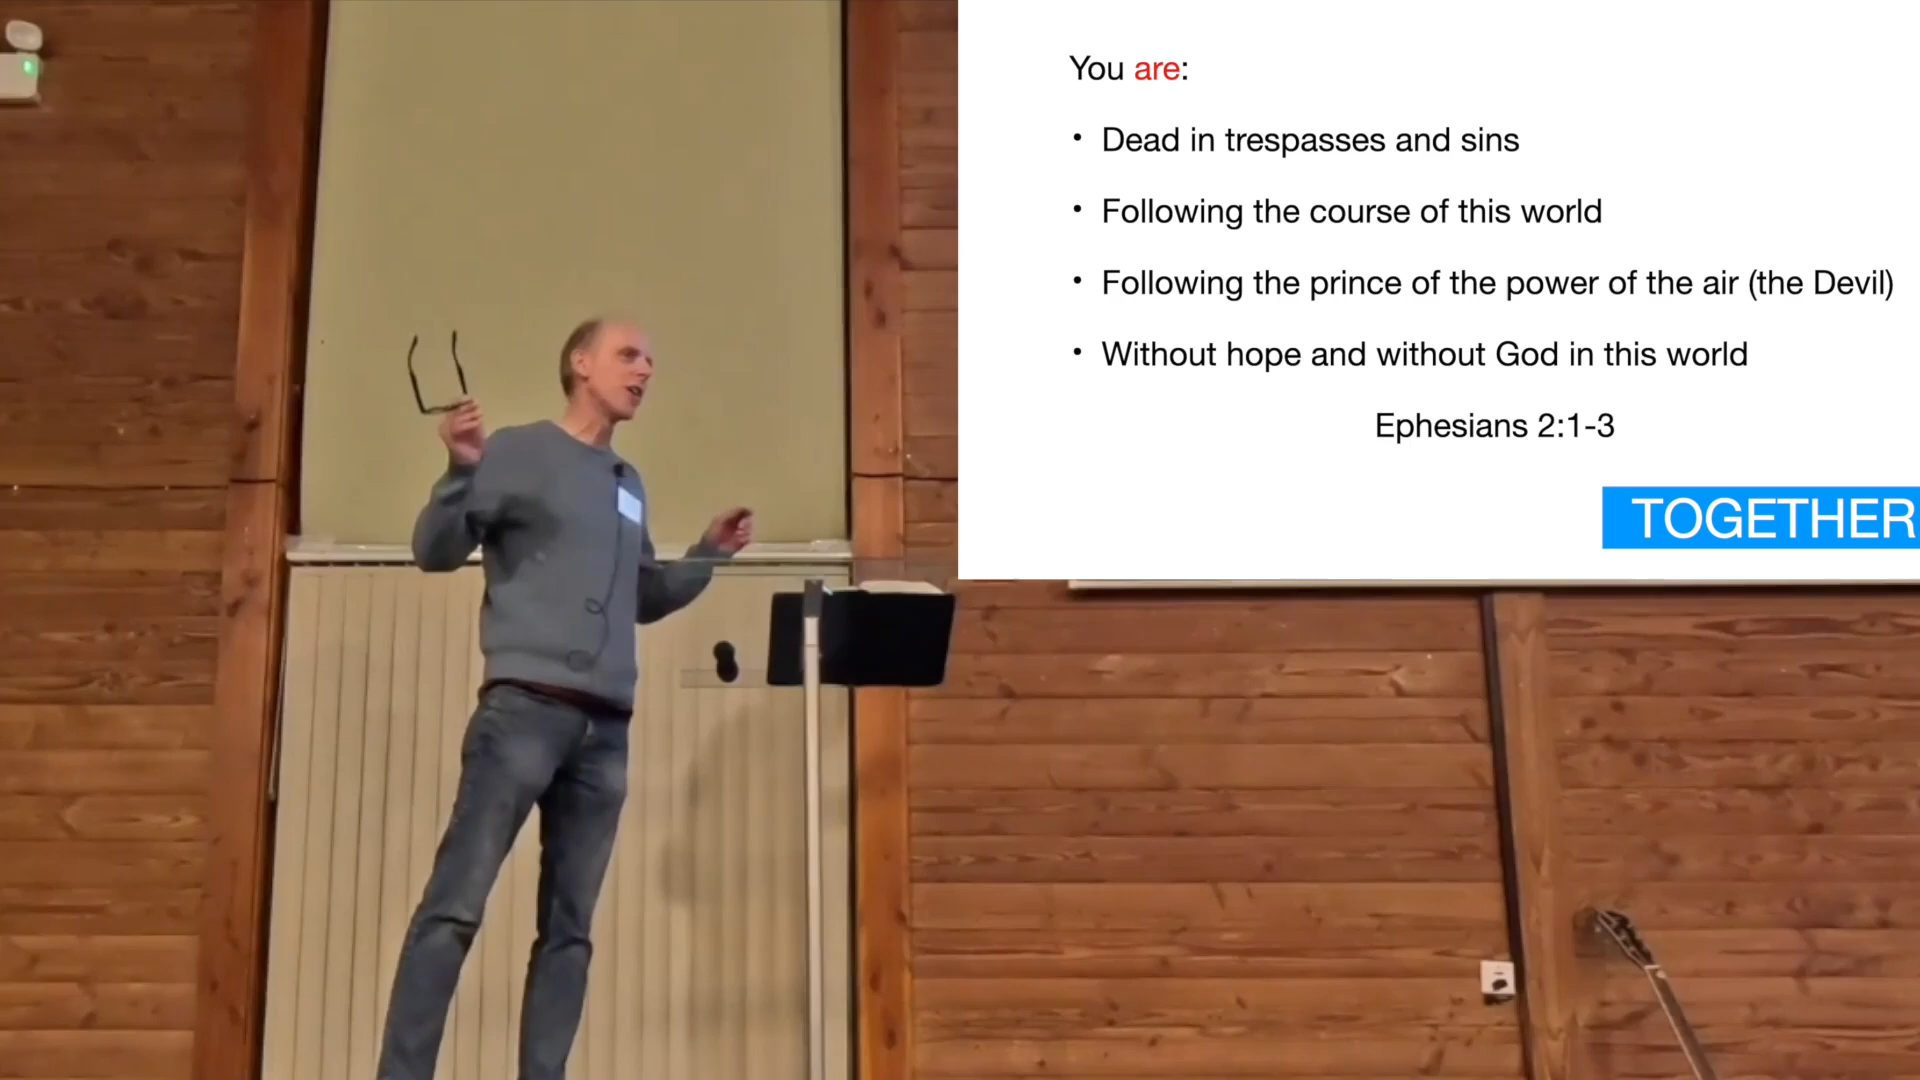 You are:
• Dead in trespasses and sins
• Following the course of this world
• Following the prince of the power of the air (the Devil)
• Without hope and without God in this world
Ephesians 2:1-3
TOGETHER